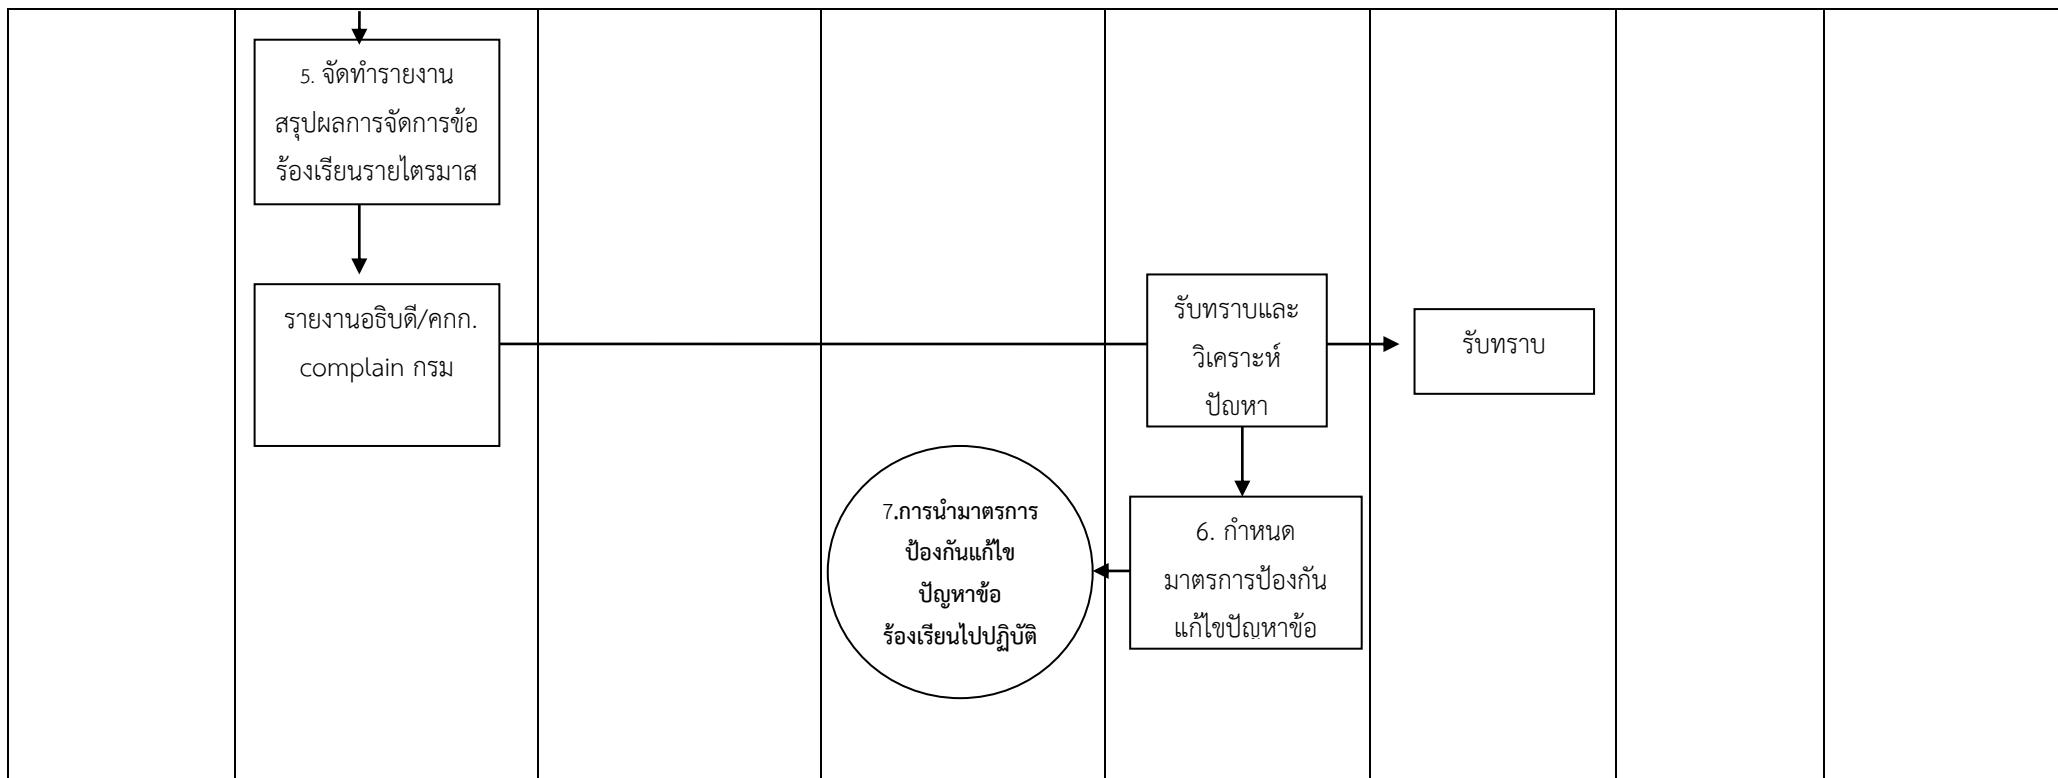 5. จัดทำรายงาน
สรุปผลการจัดการข้อ
ร้องเรียนรายไตรมาส
รายงานอธิบดี/คกก.
complain กรม
รับทราบและ
วิเคราะห์
ปัญหา
รับทราบ
6. กำหนด
มาตรการป้องกัน
แก้ไขปัญหาข้อ
7.การนำมาตรการ
ป้องกันแก้ไข
ปัญหาข้อ
ร้องเรียนไปปฏิบัติ